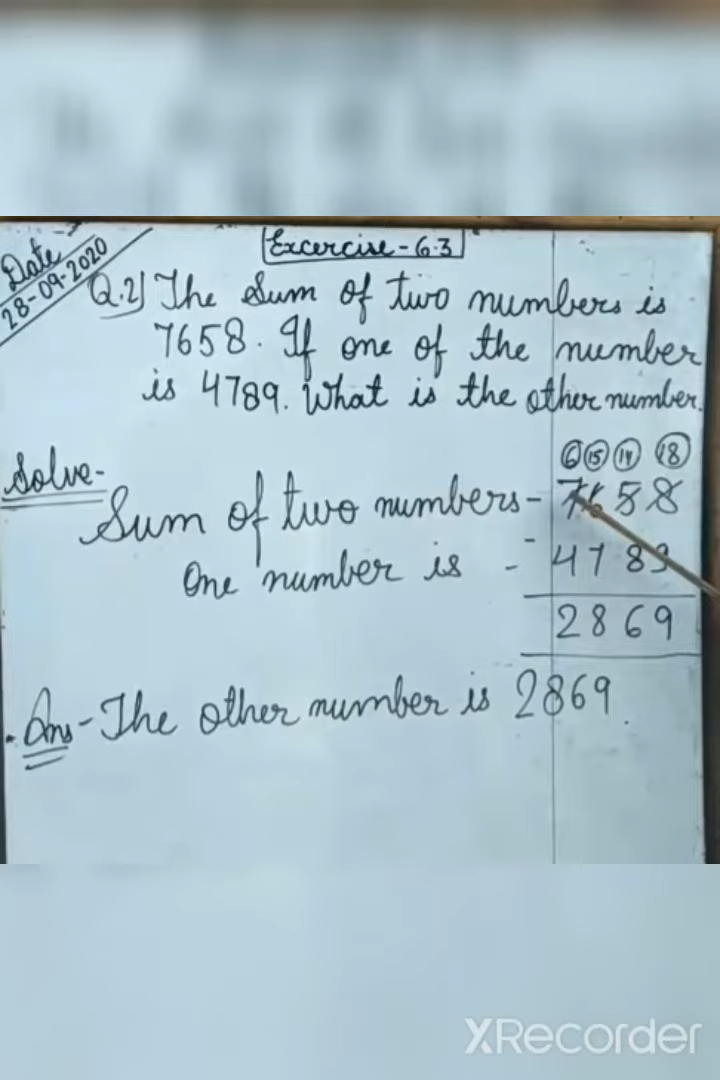 Date
28-09-2020
Excercise - 6.3
Q.2) The Sum of two numbers is
7658. If one of the number
is 4789. What is the other number.
Solve-
6 15 14 18
Sum of two numbers - 7658
One number is - - 4789
2869
Ans - The other number is 2869.
XRecorder